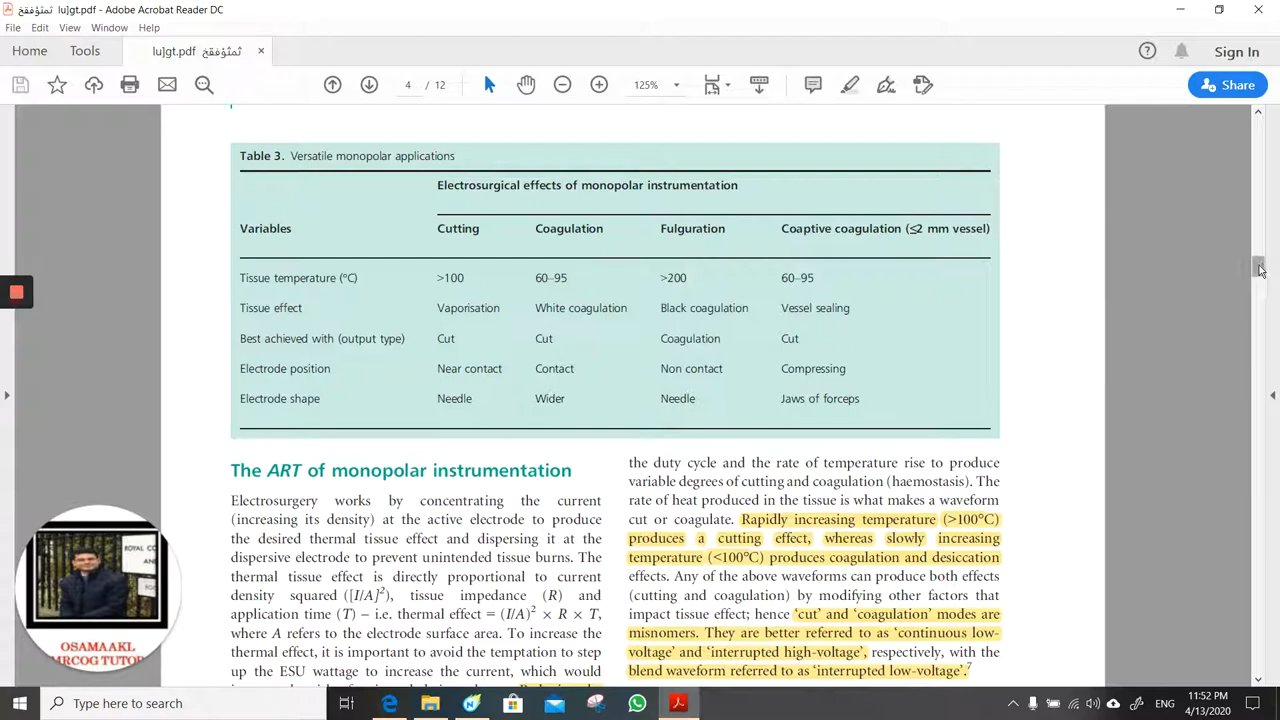 ثمثؤفقخ lu]gt.pdf - Adobe Acrobat Reader DC
File Edit View Window Help
Home Tools ثمثؤفقخ lu]gt.pdf × Sign In
4 / 12 125% Share
Table 3. Versatile monopolar applications
Electrosurgical effects of monopolar instrumentation
Variables Cutting Coagulation Fulguration Coaptive coagulation (≤2 mm vessel)
Tissue temperature (°C) >100 60–95 >200 60–95
Tissue effect Vaporisation White coagulation Black coagulation Vessel sealing
Best achieved with (output type) Cut Cut Coagulation Cut
Electrode position Near contact Contact Non contact Compressing
Electrode shape Needle Wider Needle Jaws of forceps
The ART of monopolar instrumentation
Electrosurgery works by concentrating the current
(increasing its density) at the active electrode to produce
the desired thermal tissue effect and dispersing it at the
dispersive electrode to prevent unintended tissue burns. The
thermal tissue effect is directly proportional to current
density squared ([I/A]²), tissue impedance (R) and
application time (T) – i.e. thermal effect = (I/A)² × R × T,
where A refers to the electrode surface area. To increase the
thermal effect, it is important to avoid the temptation to step
up the ESU wattage to increase the current, which would
the duty cycle and the rate of temperature rise to produce
variable degrees of cutting and coagulation (haemostasis). The
rate of heat produced in the tissue is what makes a waveform
cut or coagulate. Rapidly increasing temperature (>100°C)
produces a cutting effect, whereas slowly increasing
temperature (<100°C) produces coagulation and desiccation
effects. Any of the above waveforms can produce both effects
(cutting and coagulation) by modifying other factors that
impact tissue effect; hence ‘cut’ and ‘coagulation’ modes are
misnomers. They are better referred to as ‘continuous low-
voltage’ and ‘interrupted high-voltage’, respectively, with the
blend waveform referred to as ‘interrupted low-voltage’.⁷
ROYAL CO
AN
OSAMA AKL
MRCOG TUTOR
Type here to search
ENG
11:52 PM
4/13/2020